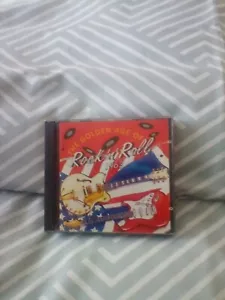 THE GOLDEN AGE OF
Rock'n'Roll